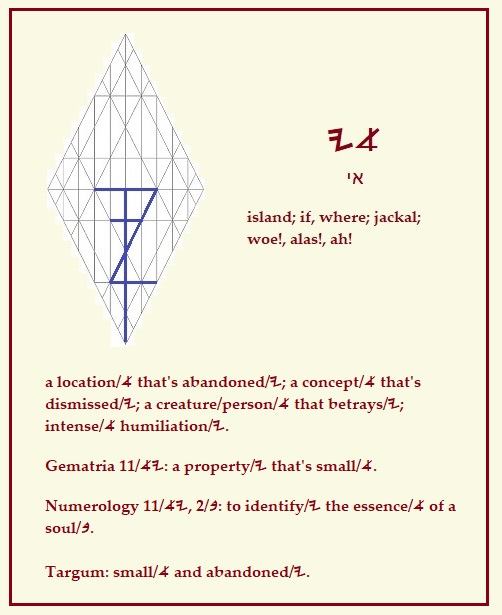 𐤀𐤉
אי
island; if, where; jackal;
woe!, alas!, ah!
a location/𐤀 that's abandoned/𐤉; a concept/𐤀 that's
dismissed/𐤉; a creature/person/𐤀 that betrays/𐤉;
intense/𐤀 humiliation/𐤉.
Gematria 11/𐤉𐤀: a property/𐤉 that's small/𐤀.
Numerology 11/𐤉𐤀, 2/𐤁: to identify/𐤉 the essence/𐤀 of a
soul/𐤁.
Targum: small/𐤀 and abandoned/𐤉.